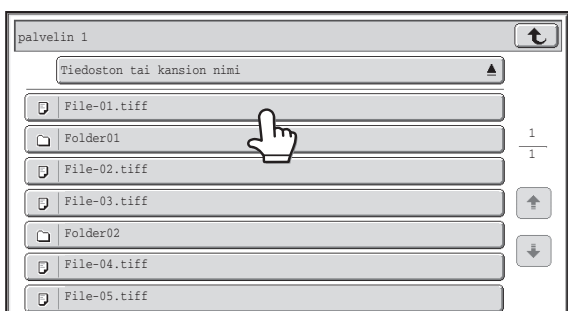 palvelin 1
Tiedoston tai kansion nimi
File-01.tiff
Folder01
1
1
File-02.tiff
File-03.tiff
Folder02
File-04.tiff
File-05.tiff